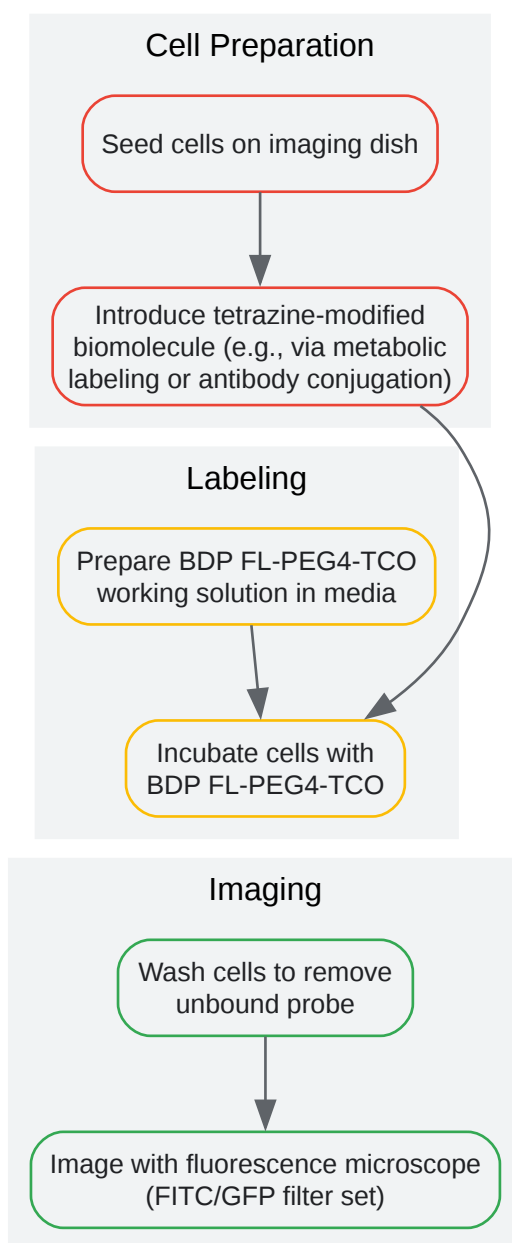 Cell Preparation
Seed cells on imaging dish
Introduce tetrazine-modified
biomolecule (e.g., via metabolic
labeling or antibody conjugation)
Labeling
Prepare BDP FL-PEG4-TCO
working solution in media
Incubate cells with
BDP FL-PEG4-TCO
Imaging
Wash cells to remove
unbound probe
Image with fluorescence microscope
(FITC/GFP filter set)